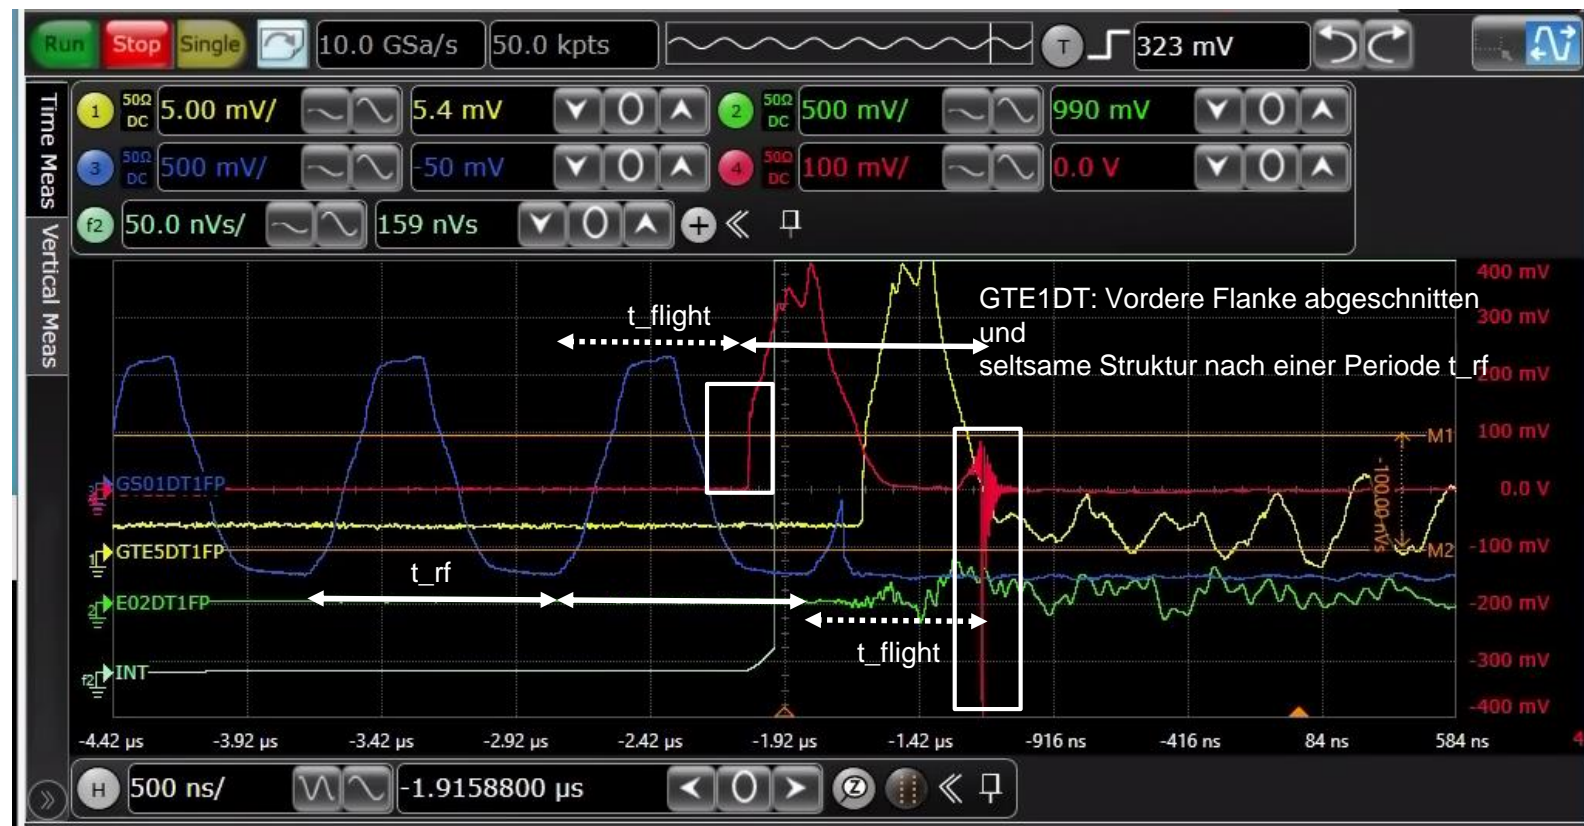 Run Stop Single 10.0 GSa/s 50.0 kpts T 323 mV
1 50Ω DC 5.00 mV/ 5.4 mV 2 50Ω DC 500 mV/ 990 mV
3 50Ω DC 500 mV/ -50 mV 4 50Ω DC 100 mV/ 0.0 V
f2 50.0 nVs/ 0 159 nVs
Time Meas
Vertical Meas
400 mV
GTE1DT: Vordere Flanke abgeschnitten
und
seltsame Struktur nach einer Periode t_rf
t_flight
300 mV
200 mV
100 mV
M1
GS01DT1FP
0.0 V
-100.00 nVs
GTE5DT1FP
-100 mV
M2
t_rf
E02DT1FP
-200 mV
t_flight
INT
-300 mV
-400 mV
-4.42 µs -3.92 µs -3.42 µs -2.92 µs -2.42 µs -1.92 µs -1.42 µs -916 ns -416 ns 84 ns 584 ns 4
H 500 ns/ -1.9158800 µs 0 Z